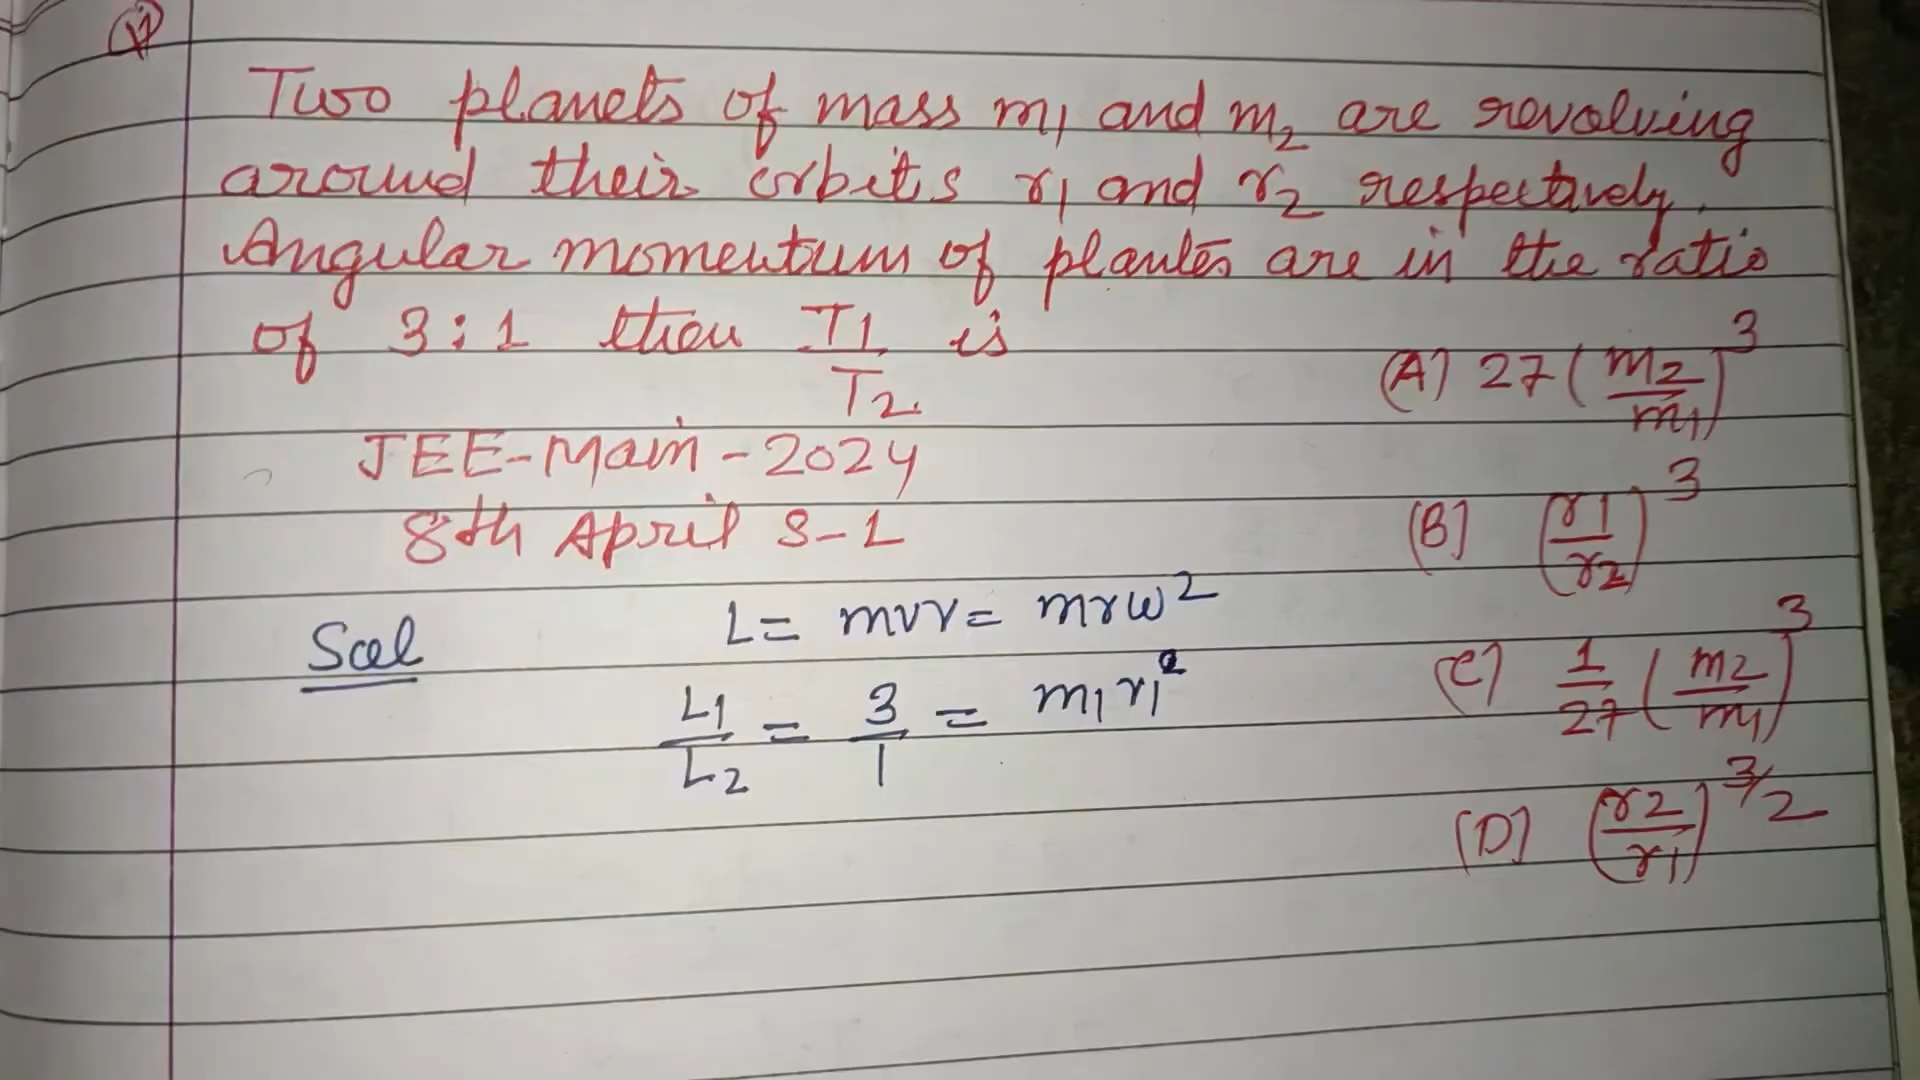 Two planets of mass m1 and m2 are revolving
around their orbits r1 and r2 respectively.
Angular momentum of plantes are in the ratio
of 3:1 then T1/T2 is
JEE-Main-2024
8th April S-1
(A) 27(m2/m1)^3
(B) (r1/r2)^3
(C) 1/27(m2/m1)^3
(D) (r2/r1)^3/2
Sol
L= mvr= mrw^2
L1/L2 = 3/1 = m1r1^2